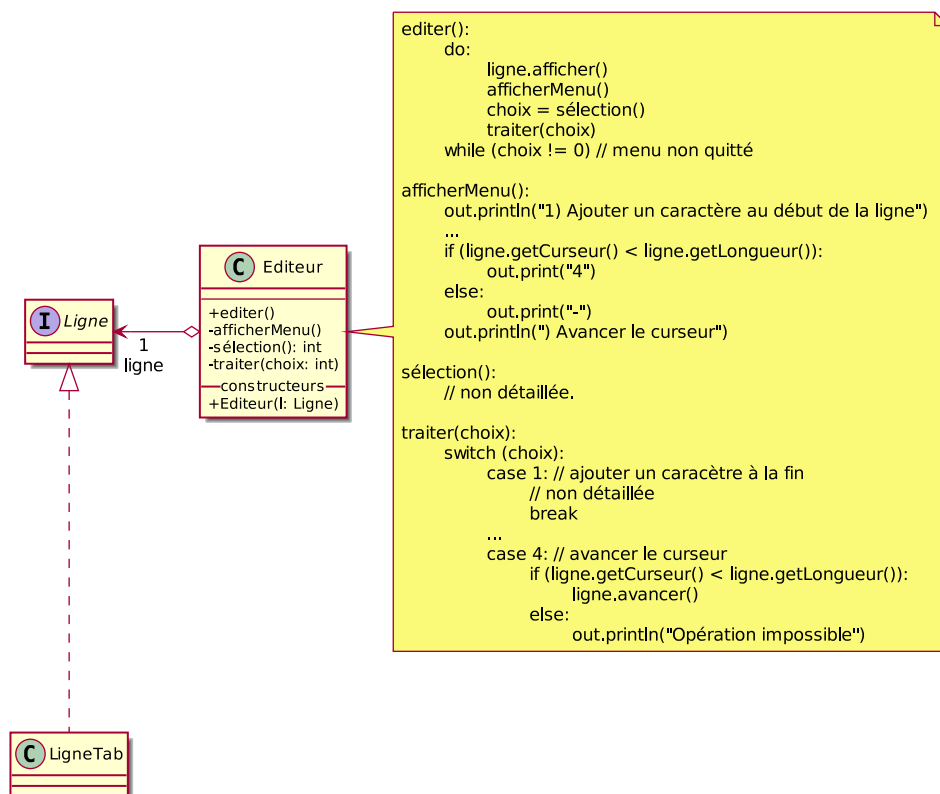 I Ligne
1
ligne
C LigneTab
C Editeur
+editer()
-afficherMenu()
-sélection(): int
-traiter(choix: int)
constructeurs
+Editeur(l: Ligne)
editer():
do:
ligne.afficher()
afficherMenu()
choix = sélection()
traiter(choix)
while (choix != 0) // menu non quitté
afficherMenu():
out.println("1) Ajouter un caractère au début de la ligne")
...
if (ligne.getCurseur() < ligne.getLongueur()):
out.print("4")
else:
out.print("-")
out.println(") Avancer le curseur")
sélection():
// non détaillée.
traiter(choix):
switch (choix):
case 1: // ajouter un caracètre à la fin
// non détaillée
break
...
case 4: // avancer le curseur
if (ligne.getCurseur() < ligne.getLongueur()):
ligne.avancer()
else:
out.println("Opération impossible")